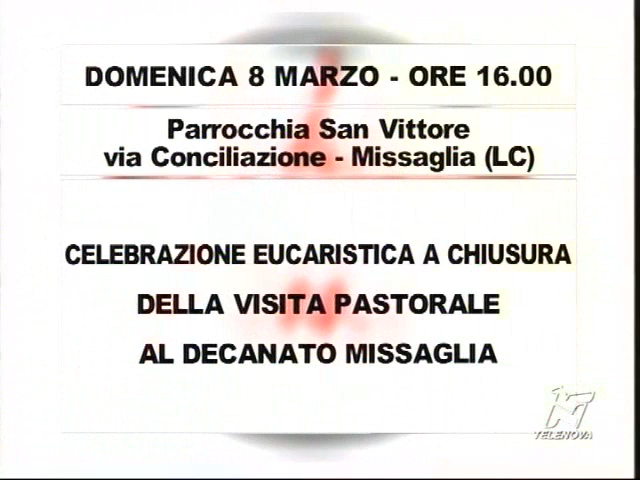 DOMENICA 8 MARZO - ORE 16.00
Parrocchia San Vittore
via Conciliazione - Missaglia (LC)
CELEBRAZIONE EUCARISTICA A CHIUSURA
DELLA VISITA PASTORALE
AL DECANATO MISSAGLIA
TELENOVA